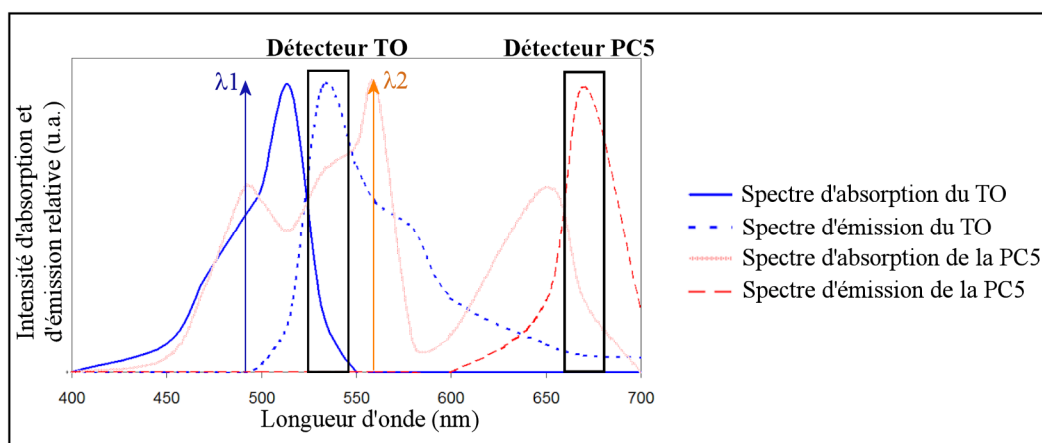 Détecteur TO
Détecteur PC5
λ1
λ2
Intensité d'absorption et
d'émission relative (u.a.)
400
450
500
550
600
650
700
Longueur d'onde (nm)
Spectre d'absorption du TO
Spectre d'émission du TO
Spectre d'absorption de la PC5
Spectre d'émission de la PC5